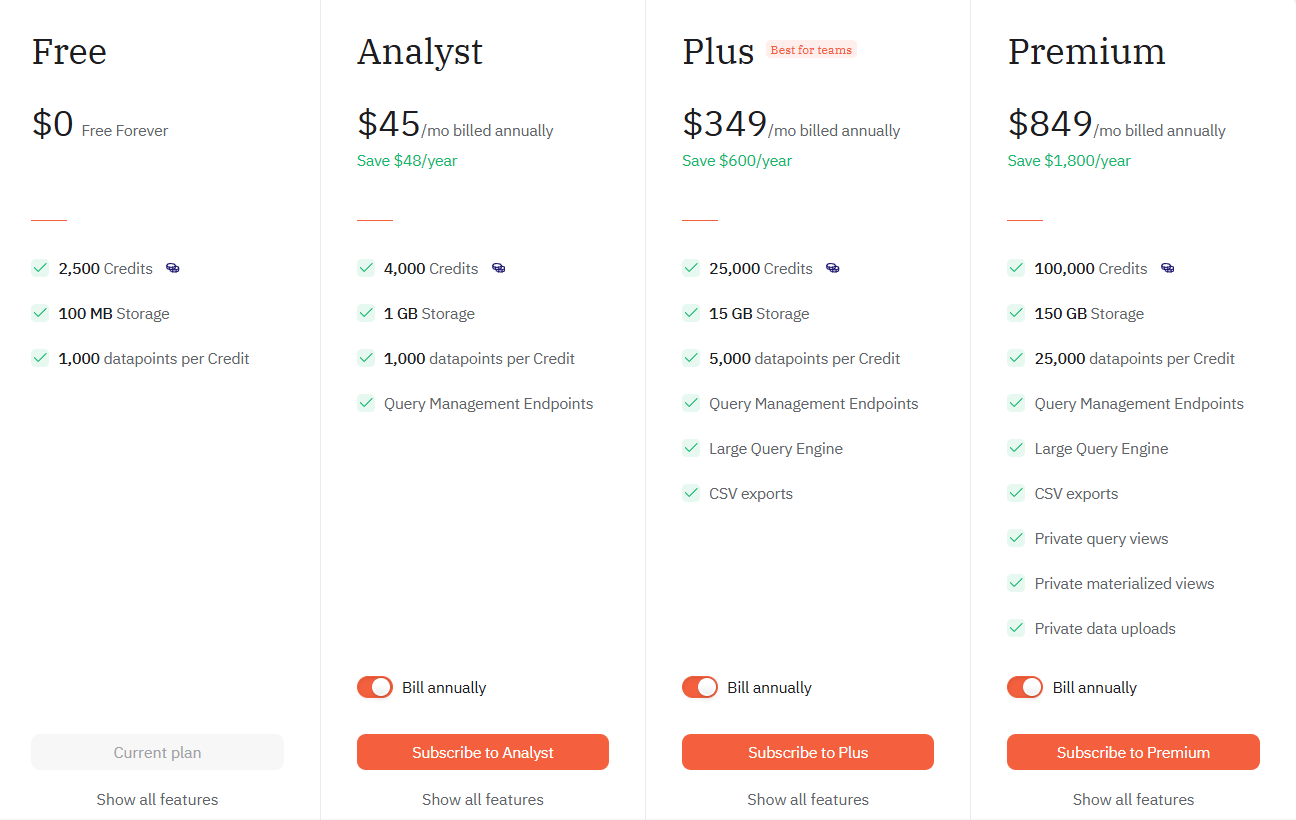 Free
$0 Free Forever
2,500 Credits
100 MB Storage
1,000 datapoints per Credit
Current plan
Show all features
Analyst
$45/mo billed annually
Save $48/year
4,000 Credits
1 GB Storage
1,000 datapoints per Credit
Query Management Endpoints
Bill annually
Subscribe to Analyst
Show all features
Plus Best for teams
$349/mo billed annually
Save $600/year
25,000 Credits
15 GB Storage
5,000 datapoints per Credit
Query Management Endpoints
Large Query Engine
CSV exports
Bill annually
Subscribe to Plus
Show all features
Premium
$849/mo billed annually
Save $1,800/year
100,000 Credits
150 GB Storage
25,000 datapoints per Credit
Query Management Endpoints
Large Query Engine
CSV exports
Private query views
Private materialized views
Private data uploads
Bill annually
Subscribe to Premium
Show all features